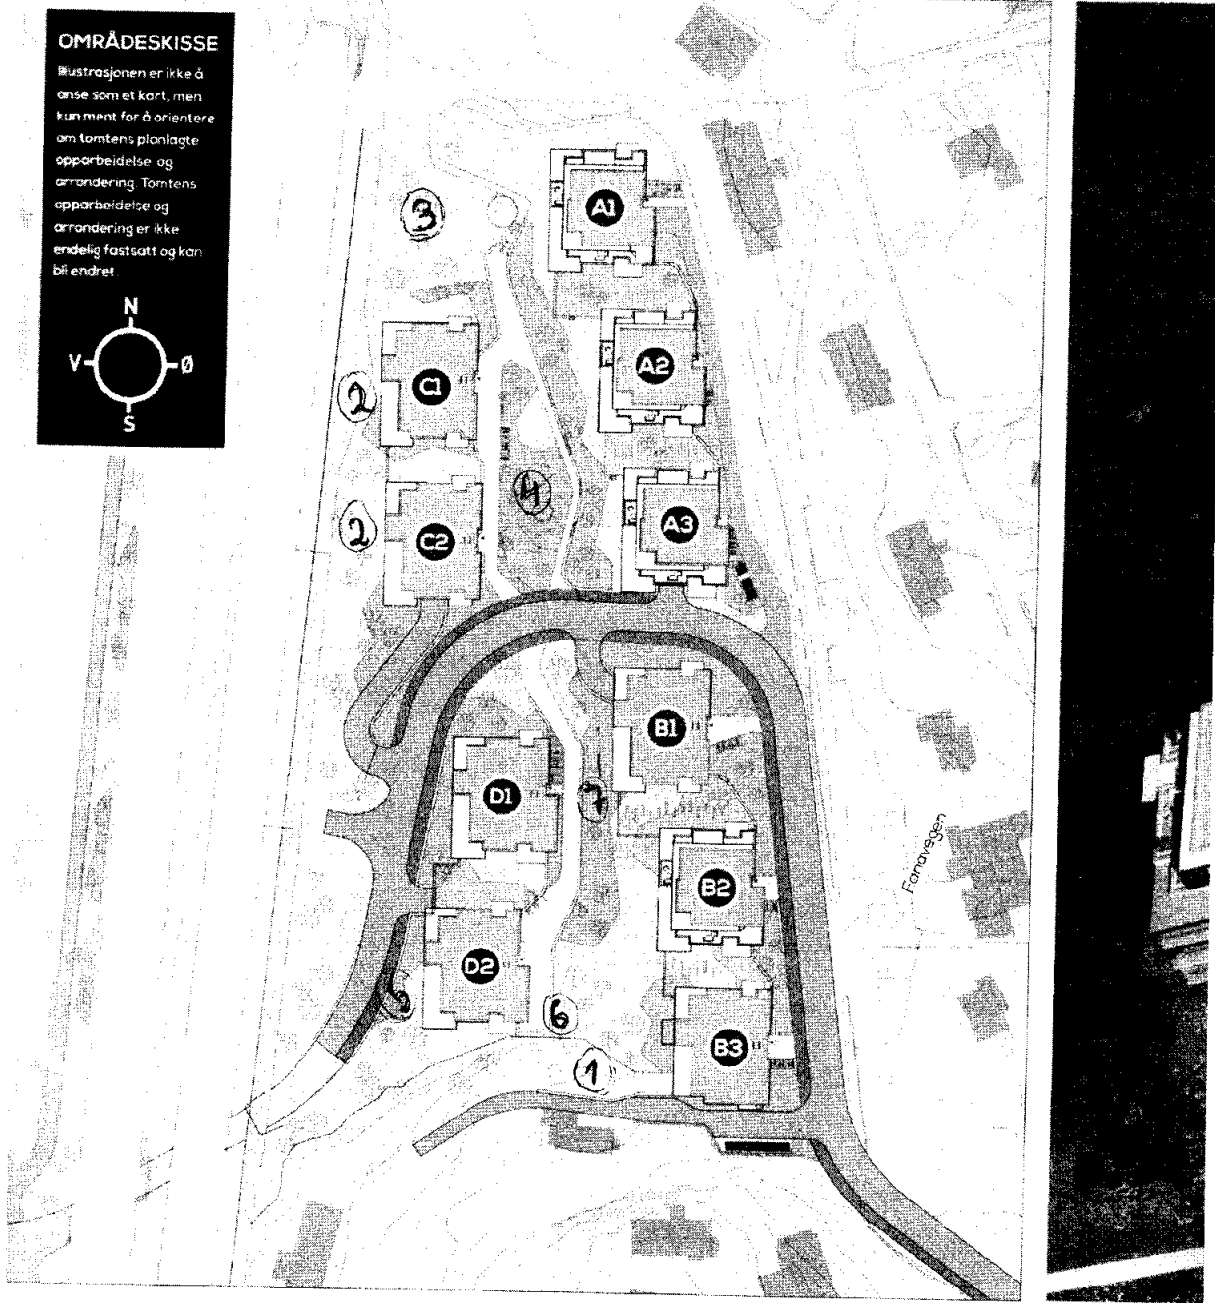 OMRÅDESKISSE
Illustrasjonen er ikke å
anse som et kart, men
kun ment for å orientere
om tomtens planlagte
opparbeidelse og
arrondering. Tomtens
opparbeidelse og
arrondering er ikke
endelig fastsatt og kan
bli endret.
N
V
Ø
S
A1
3
A2
C1
2
4
A3
2
C2
B1
D1
7
B2
Fanavegen
D2
5
6
B3
1